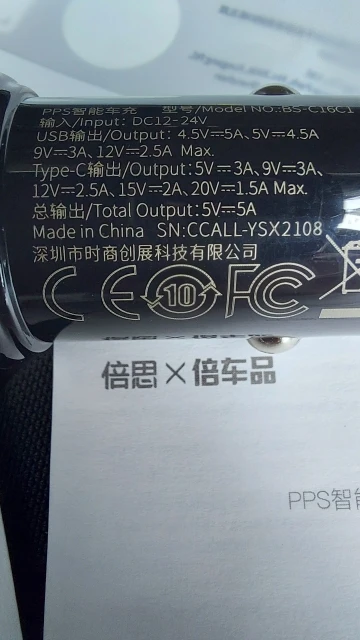 PPS智能车充 型号/Model NO.:BS-C16C1
输入/Input: DC12-24V
USB输出/Output: 4.5V⎓5A、5V⎓4.5A
9V⎓3A、12V⎓2.5A Max.
Type-C输出/Output:5V⎓3A、9V⎓3A、
12V⎓2.5A、15V⎓2A、20V⎓1.5A Max.
总输出/Total Output:5V⎓5A
Made in China SN:CCALL-YSX2108
深圳市时商创展科技有限公司
CE 10 FC
倍思×倍车品
PPS智能